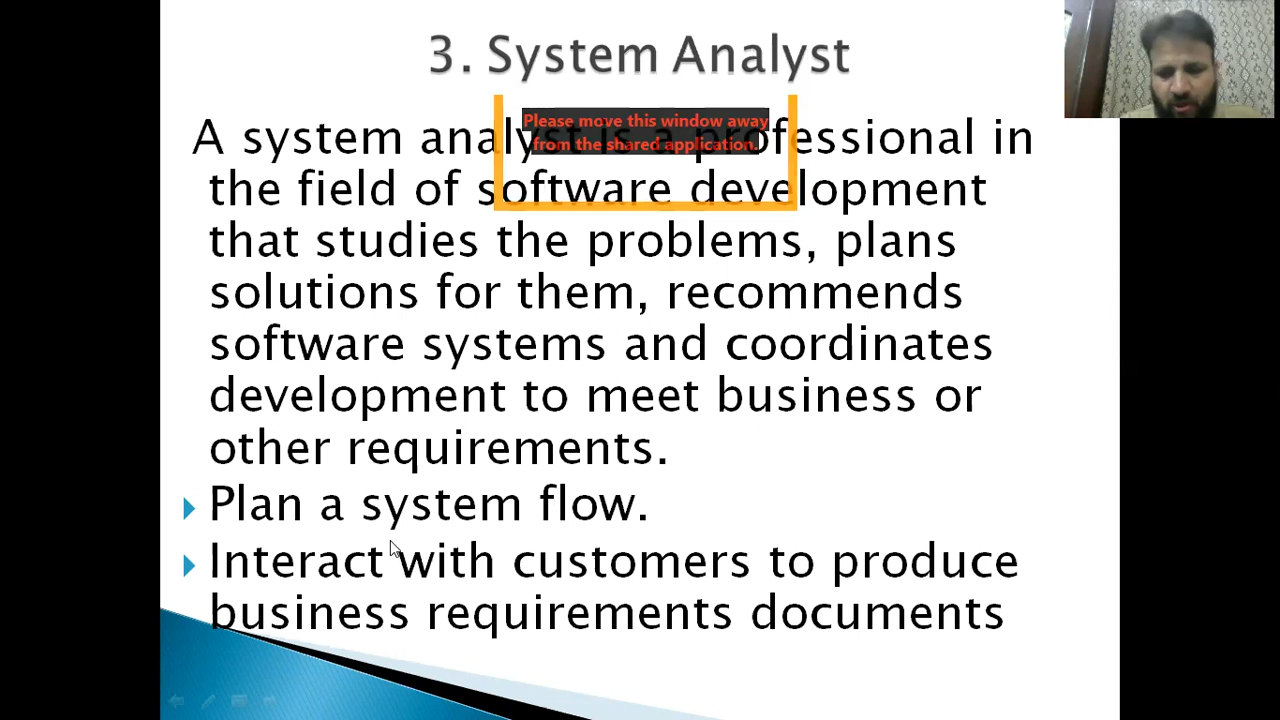 3. System Analyst
Please move this window away
from the shared application.
A system analyst is a professional in
the field of software development
that studies the problems, plans
solutions for them, recommends
software systems and coordinates
development to meet business or
other requirements.
Plan a system flow.
Interact with customers to produce
business requirements documents